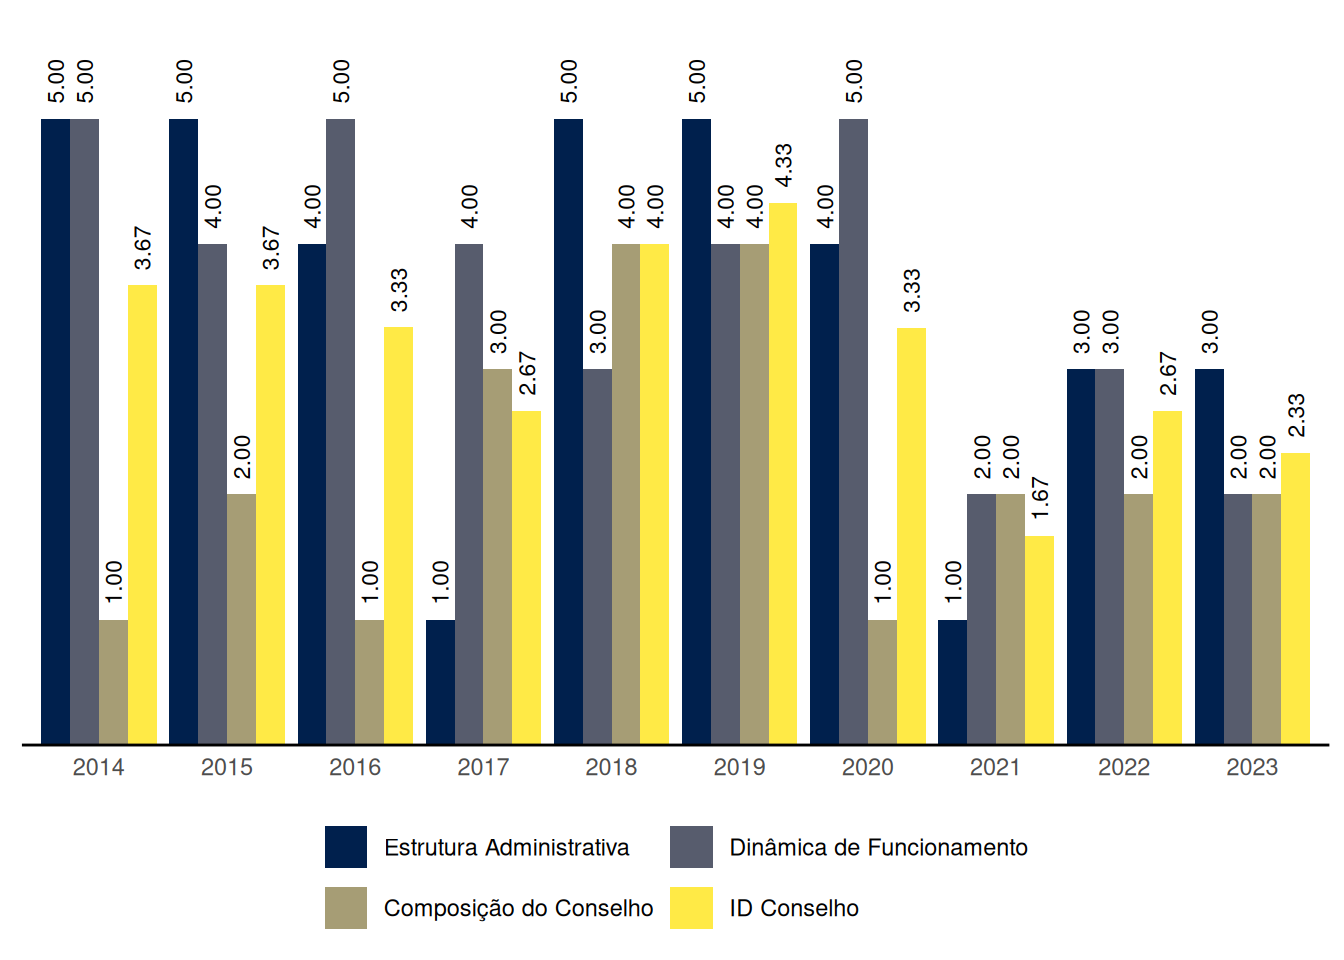 5.00 5.00 1.00 3.67
5.00 4.00 2.00 3.67
4.00 5.00 1.00 3.33
1.00 4.00 3.00 2.67
5.00 3.00 4.00 4.00
5.00 4.00 4.00 4.33
4.00 5.00 1.00 3.33
1.00 2.00 2.00 1.67
3.00 3.00 2.00 2.67
3.00 2.00 2.00 2.33
2014 2015 2016 2017 2018 2019 2020 2021 2022 2023
Estrutura Administrativa Dinâmica de Funcionamento
Composição do Conselho ID Conselho